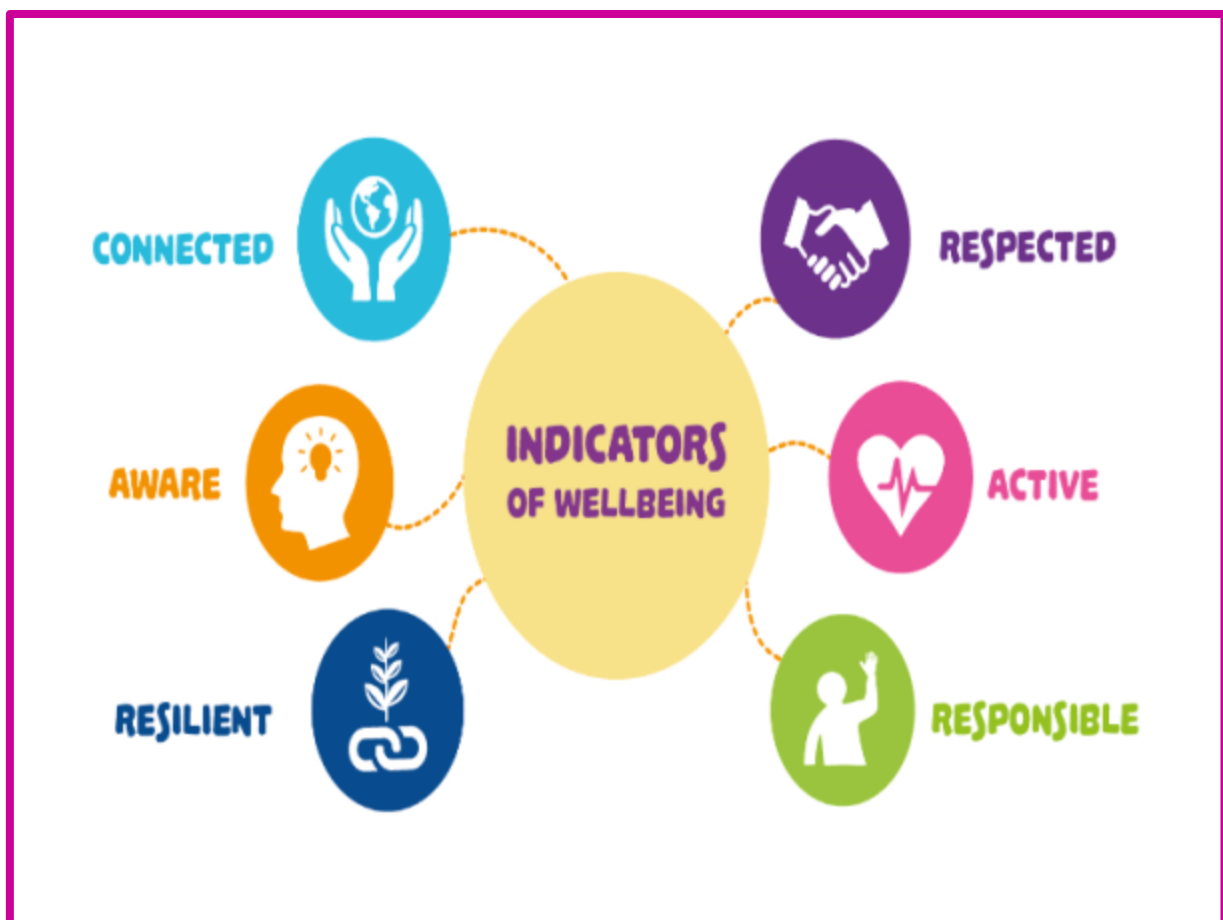 CONNECTED
RESPECTED
INDICATORS
OF WELLBEING
AWARE
ACTIVE
RESILIENT
RESPONSIBLE